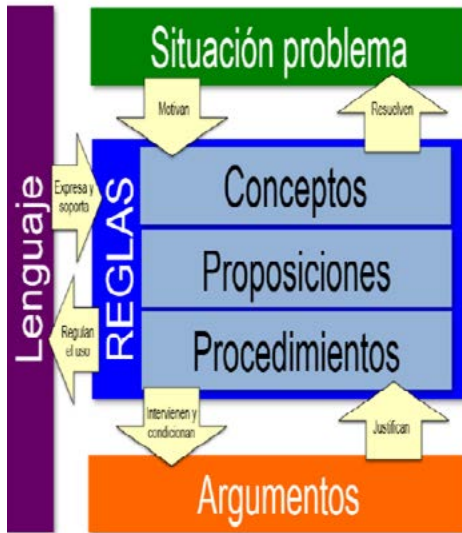 Situación problema
Motivan
Resuelven
Lenguaje
Expresa y
soporta
REGLAS
Conceptos
Proposiciones
Procedimientos
Regulan
el uso
Intervienen y
condicionan
Justifican
Argumentos